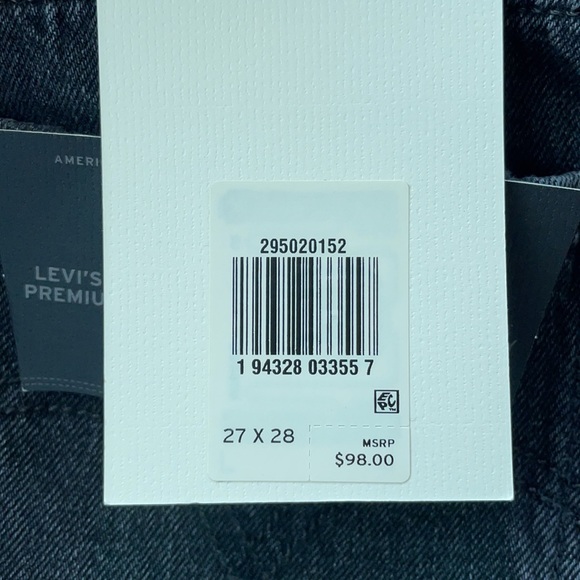 AMERI
LEVI'S
PREMIU
295020152
1 94328 03355 7
27 X 28
MSRP
$98.00